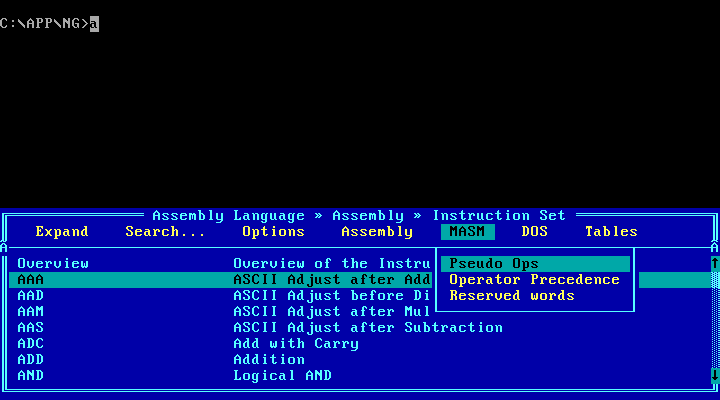 C:\APP\NG>a
Assembly Language » Assembly » Instruction Set
Expand Search... Options Assembly MASM DOS Tables
Overview Overview of the Instru Pseudo Ops
AAA ASCII Adjust after Add Operator Precedence
AAD ASCII Adjust before Di Reserved words
AAM ASCII Adjust after Mul
AAS ASCII Adjust after Subtraction
ADC Add with Carry
ADD Addition
AND Logical AND